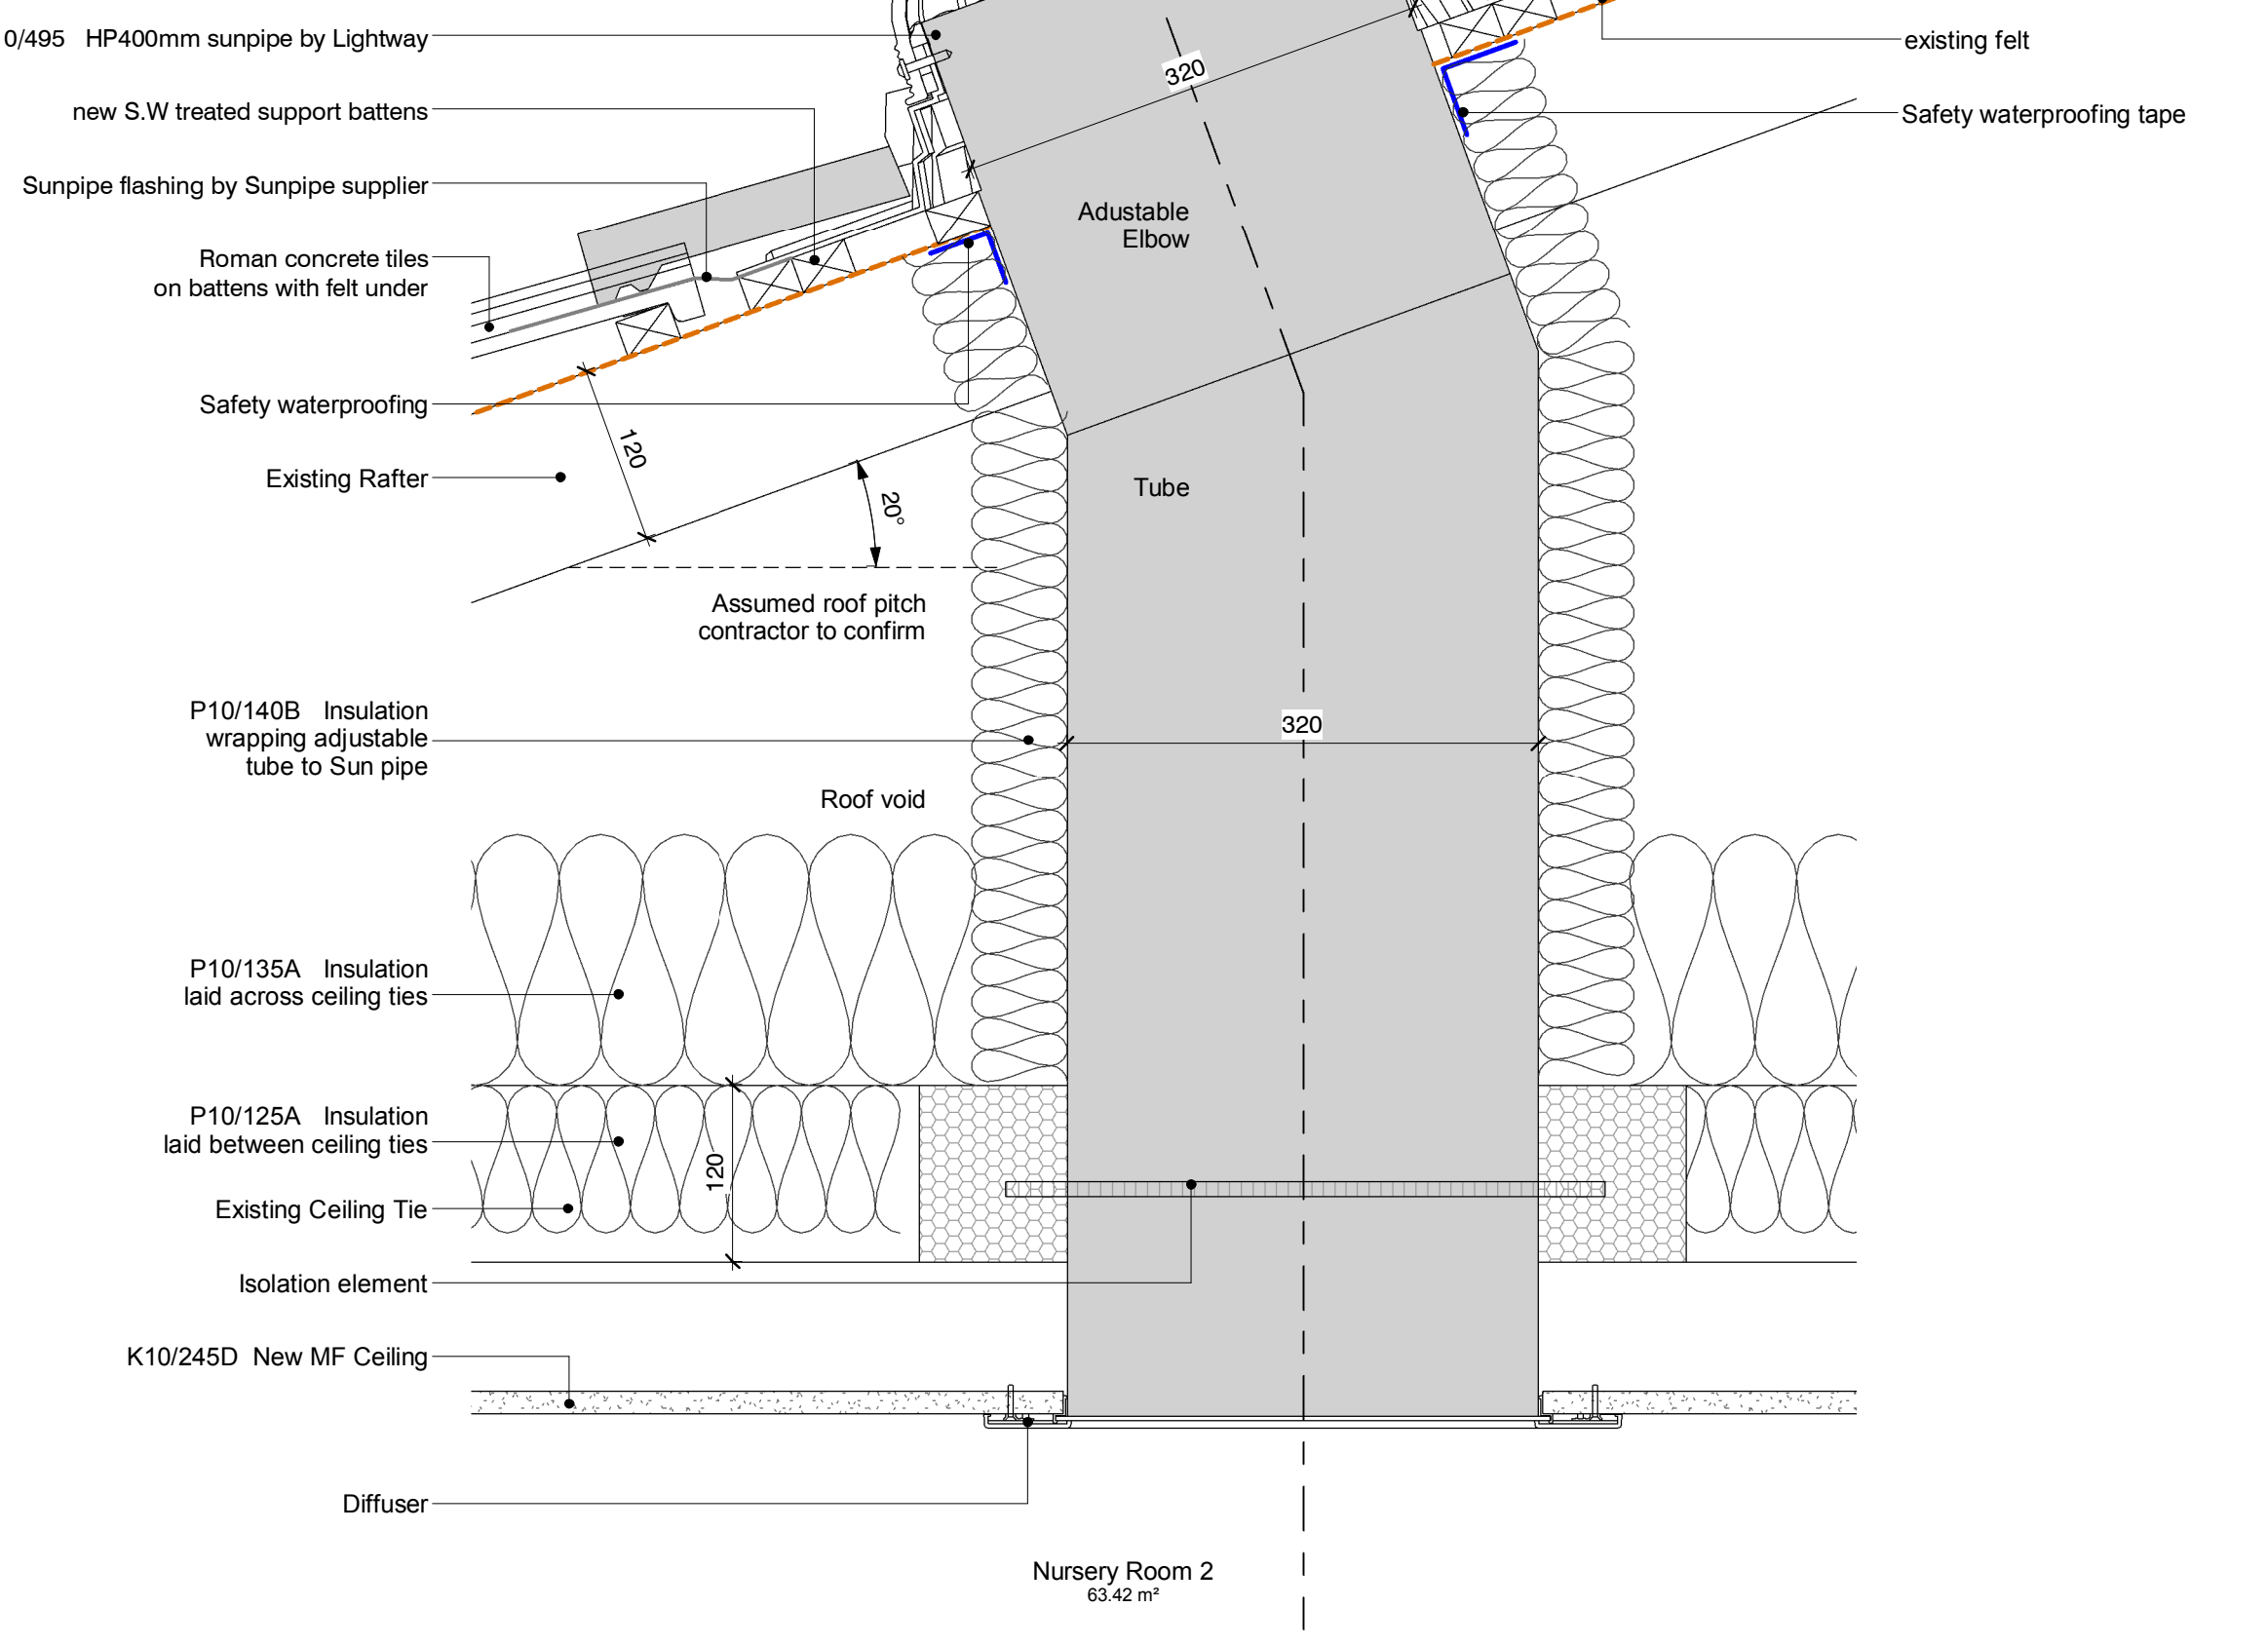 0/495 HP400mm sunpipe by Lightway
new S.W treated support battens
Sunpipe flashing by Sunpipe supplier
Roman concrete tiles
on battens with felt under
Safety waterproofing
Existing Rafter
P10/140B Insulation
wrapping adjustable
tube to Sun pipe
P10/135A Insulation
laid across ceiling ties
P10/125A Insulation
laid between ceiling ties
Existing Ceiling Tie
Isolation element
K10/245D New MF Ceiling
Diffuser
120
20°
Assumed roof pitch
contractor to confirm
Roof void
120
320
Adustable
Elbow
Tube
320
existing felt
Safety waterproofing tape
Nursery Room 2
63.42 m²